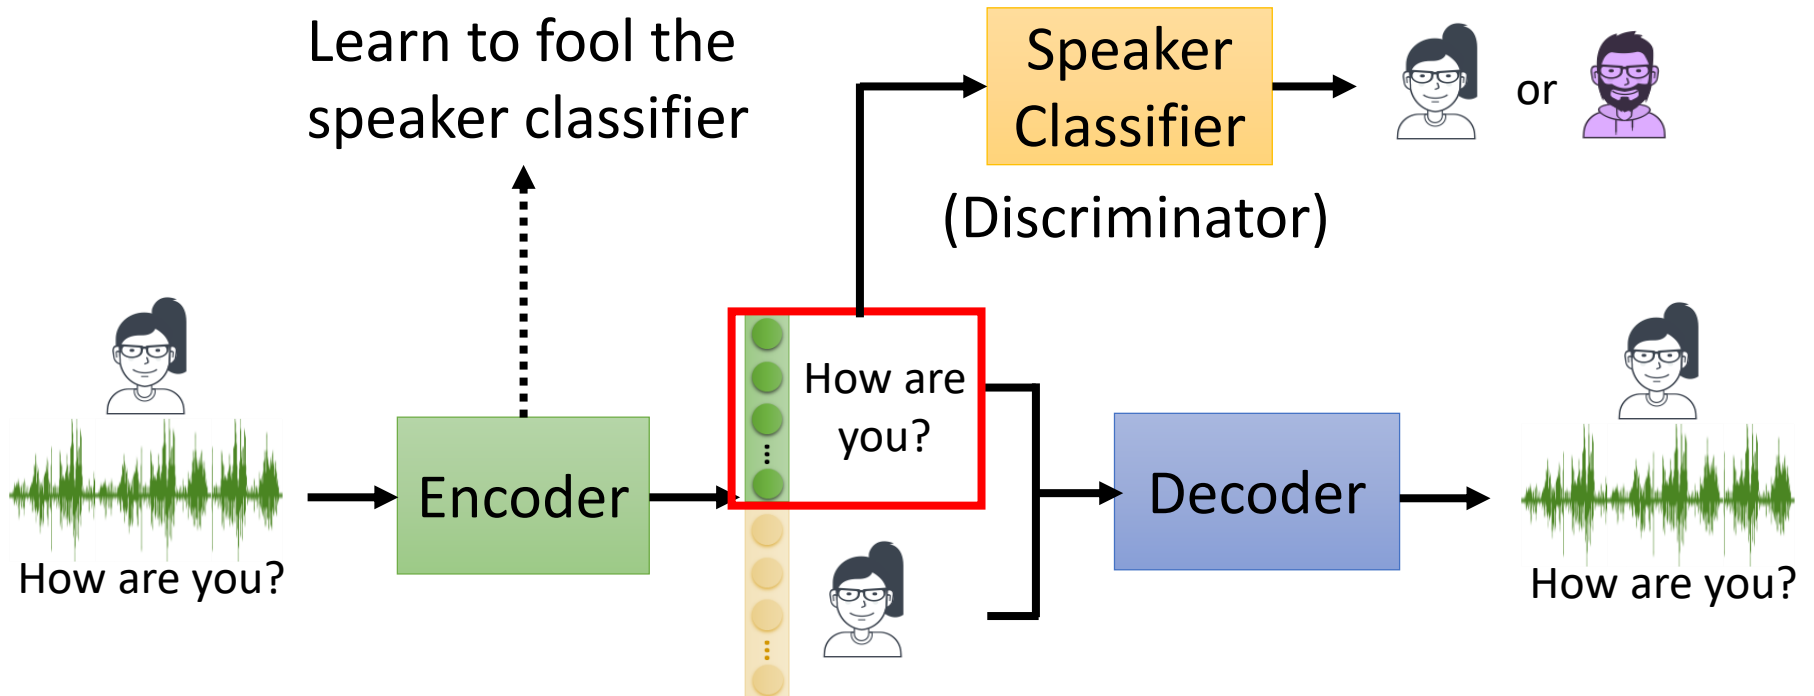 Learn to fool the
speaker classifier
Speaker
Classifier
or
(Discriminator)
How are
you?
Encoder
Decoder
How are you?
How are you?